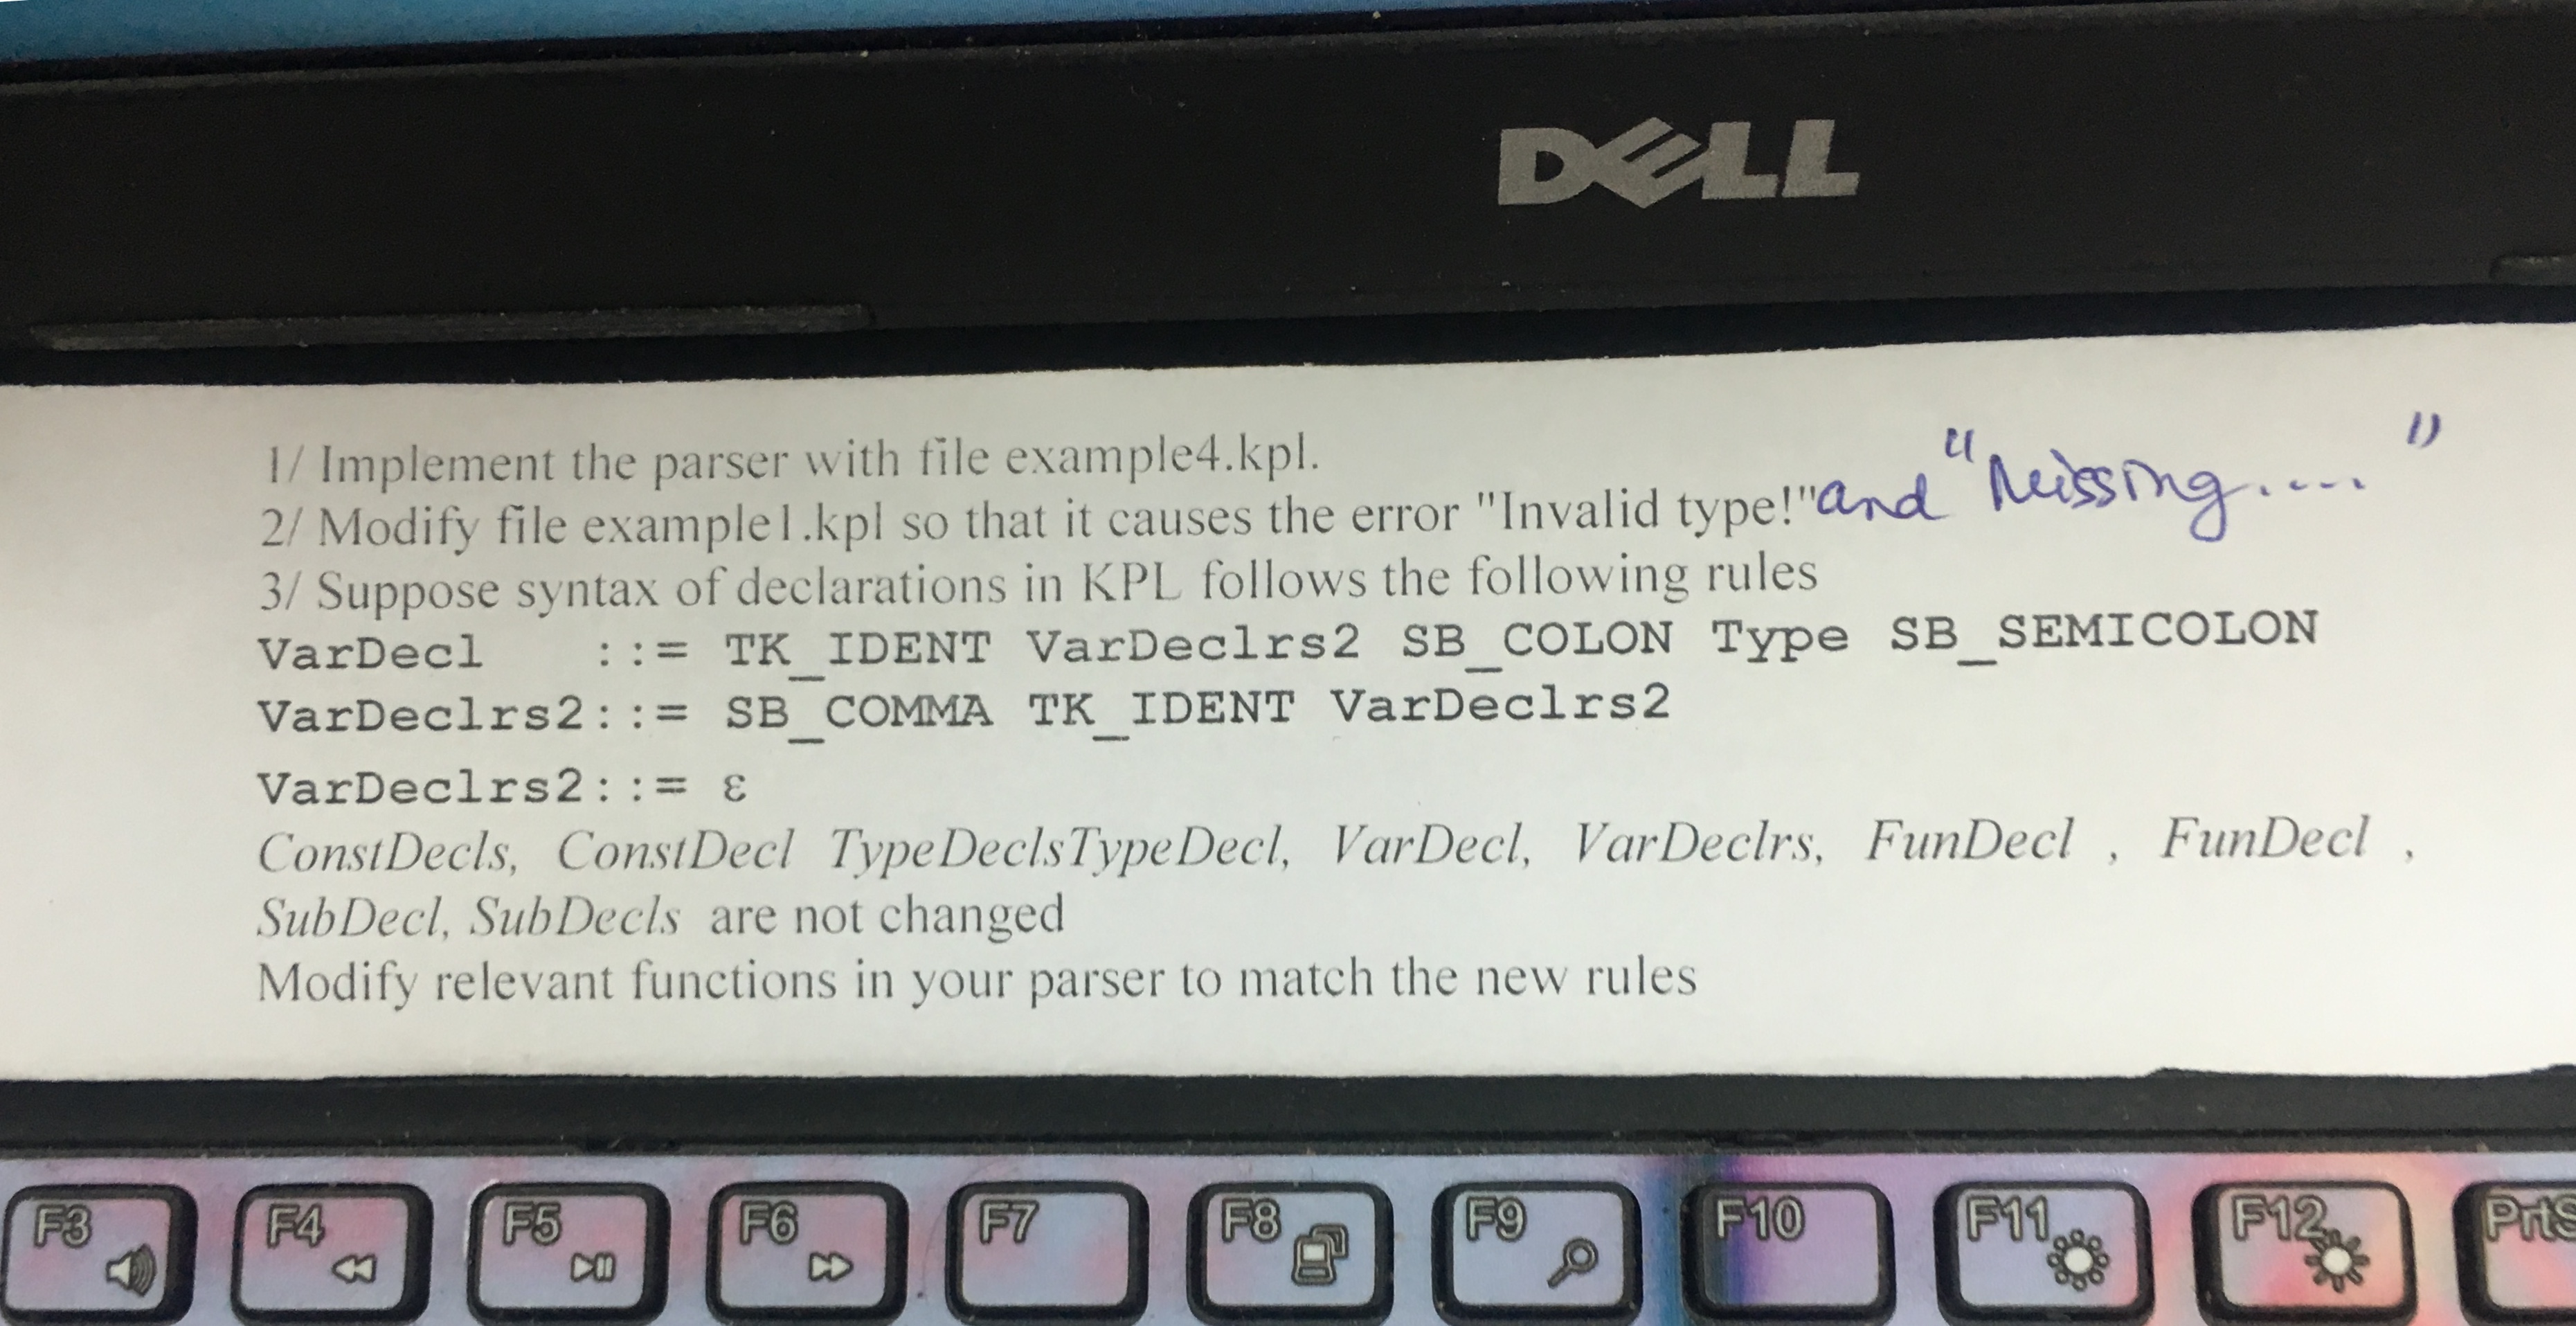 DELL
1/ Implement the parser with file example4.kpl.
2/ Modify file example1.kpl so that it causes the error "Invalid type!" and "Missing...."
3/ Suppose syntax of declarations in KPL follows the following rules
VarDecl ::= TK_IDENT VarDeclrs2 SB_COLON Type SB_SEMICOLON
VarDeclrs2::= SB_COMMA TK_IDENT VarDeclrs2
VarDeclrs2::= ε
ConstDecls, ConstDecl TypeDeclsTypeDecl, VarDecl, VarDeclrs, FunDecl , FunDecl ,
SubDecl, SubDecls are not changed
Modify relevant functions in your parser to match the new rules
F3 F4 F5 F6 F7 F8 F9 F10 F11 F12 PrtS